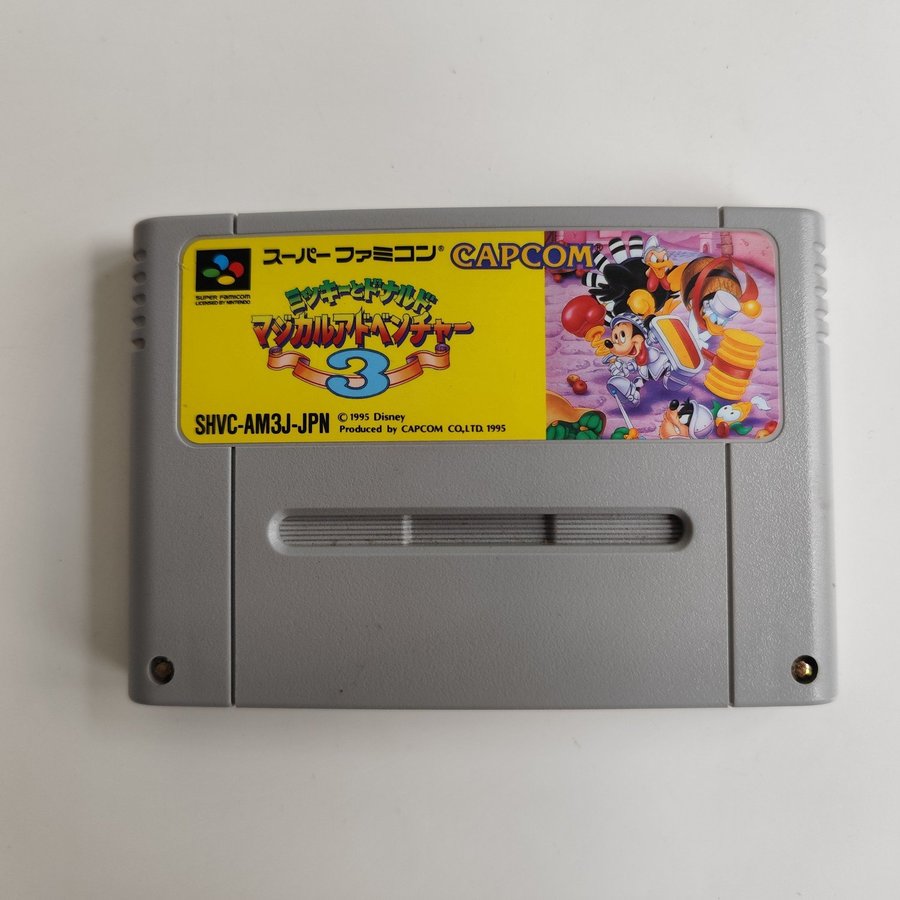 スーパーファミコン® CAPCOM
SUPER FAMICOM
LICENSED BY NINTENDO
ミッキーとドナルド
マジカルアドベンチャー
3
SHVC-AM3J-JPN
© 1995 Disney
Produced by CAPCOM CO.,LTD. 1995